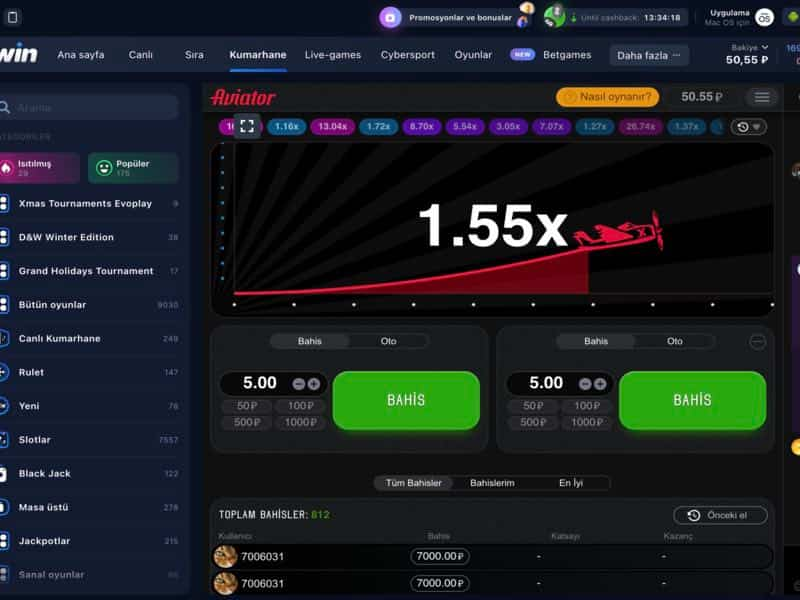 Promosyonlar ve bonuslar
Until cashback: 13:34:18
Uygulama
Mac OS için
win
Ana sayfa
Canlı
Sıra
Kumarhane
Live-games
Cybersport
Oyunlar
NEW
Betgames
Daha fazla ···
Bakiye
50,55 ₽
Arama
KATEGORİLER
Isıtılmış
29
Popüler
175
Xmas Tournaments Evoplay 9
D&W Winter Edition 38
Grand Holidays Tournament 17
Bütün oyunlar 9030
Canlı Kumarhane 249
Rulet 147
Yeni 76
Slotlar 7557
Black Jack 122
Masa üstü 278
Jackpotlar 215
Sanal oyunlar
Aviator
Nasıl oynanır?
50.55 ₽
1.16x
13.04x
1.72x
8.70x
5.54x
3.05x
7.07x
1.27x
26.74x
1.37x
1.55x
Bahis
Oto
Bahis
Oto
5.00
BAHİS
5.00
BAHİS
50₽
100₽
50₽
100₽
500₽
1000₽
500₽
1000₽
Tüm Bahisler
Bahislerim
En İyi
TOPLAM BAHİSLER: 812
Önceki el
Kullanıcı
Bahis
Katsayı
Kazanç
7006031
7000.00₽
-
-
7006031
7000.00₽
-
-